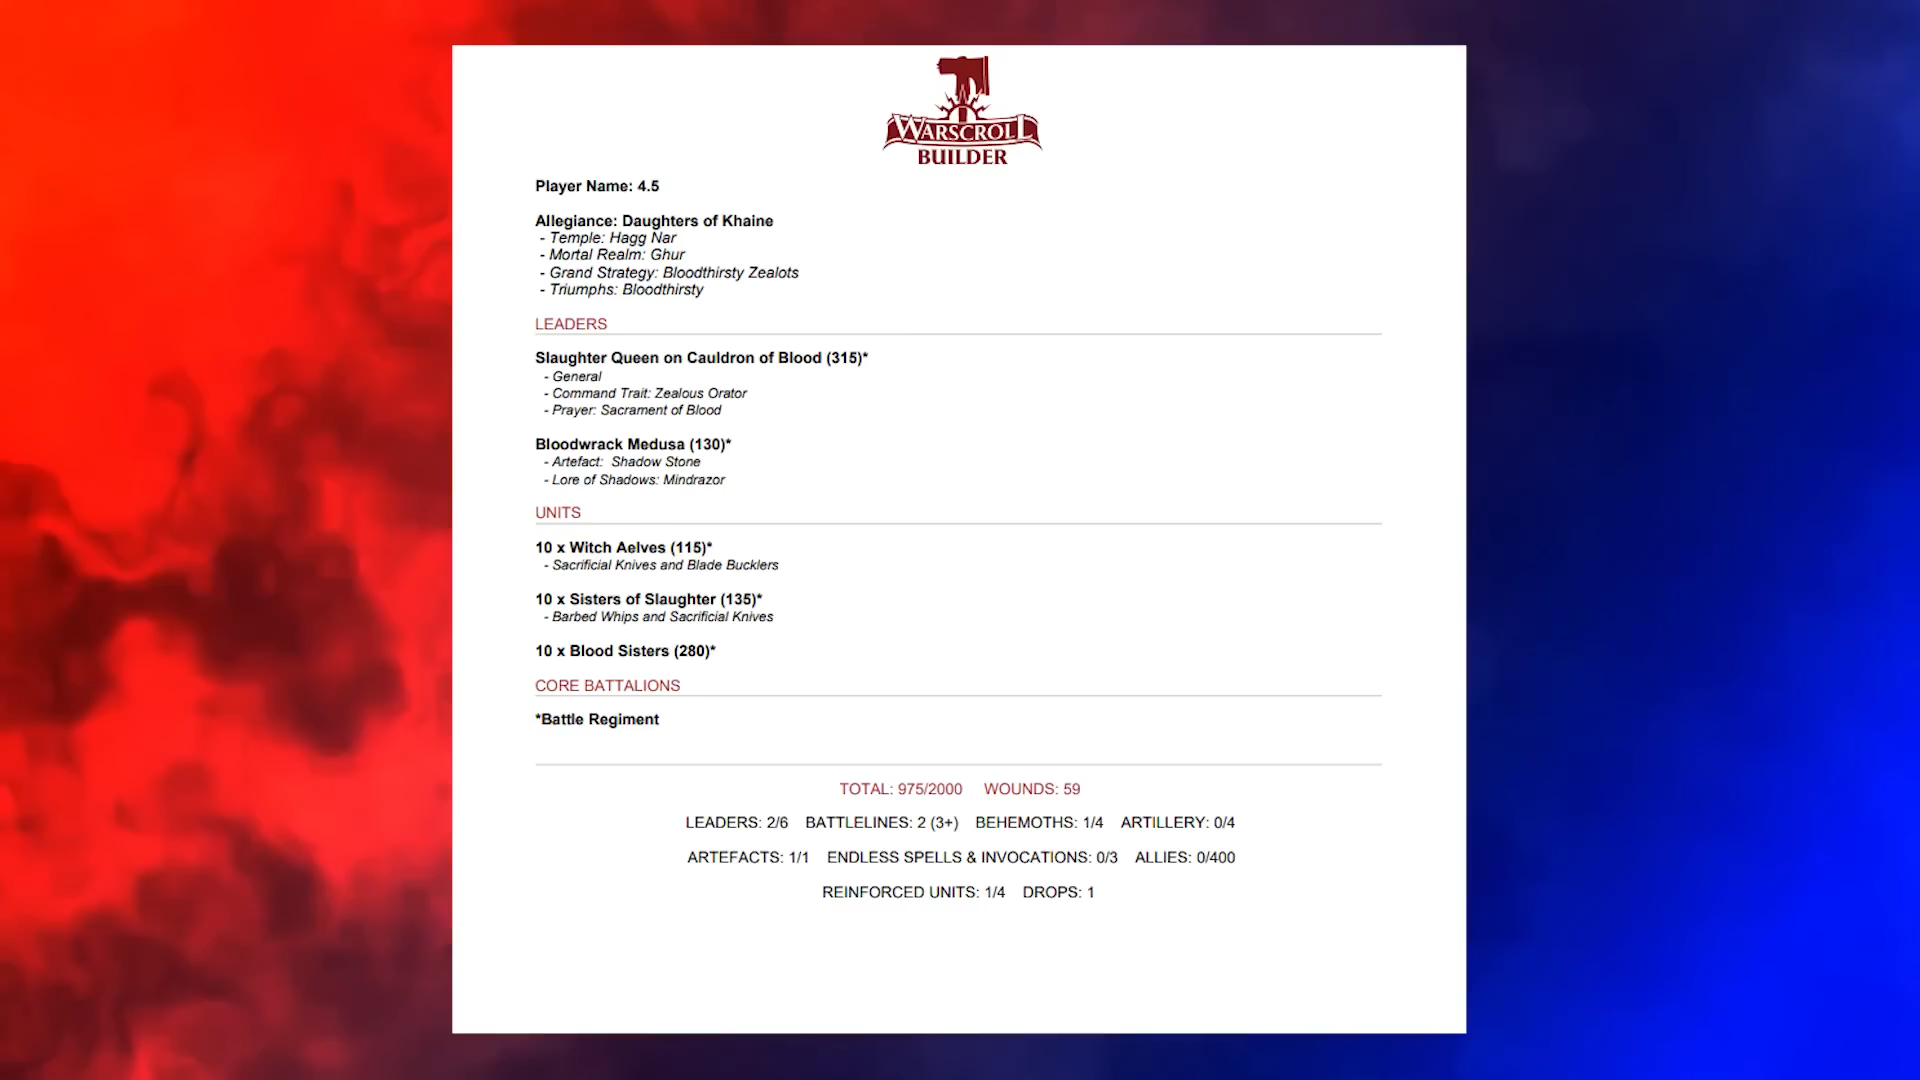 WARSCROLL
BUILDER
Player Name: 4.5
Allegiance: Daughters of Khaine
- Temple: Hagg Nar
- Mortal Realm: Ghur
- Grand Strategy: Bloodthirsty Zealots
- Triumphs: Bloodthirsty
LEADERS
Slaughter Queen on Cauldron of Blood (315)*
- General
- Command Trait: Zealous Orator
- Prayer: Sacrament of Blood
Bloodwrack Medusa (130)*
- Artefact: Shadow Stone
- Lore of Shadows: Mindrazor
UNITS
10 x Witch Aelves (115)*
- Sacrificial Knives and Blade Bucklers
10 x Sisters of Slaughter (135)*
- Barbed Whips and Sacrificial Knives
10 x Blood Sisters (280)*
CORE BATTALIONS
*Battle Regiment
TOTAL: 975/2000 WOUNDS: 59
LEADERS: 2/6 BATTLELINES: 2 (3+) BEHEMOTHS: 1/4 ARTILLERY: 0/4
ARTEFACTS: 1/1 ENDLESS SPELLS & INVOCATIONS: 0/3 ALLIES: 0/400
REINFORCED UNITS: 1/4 DROPS: 1